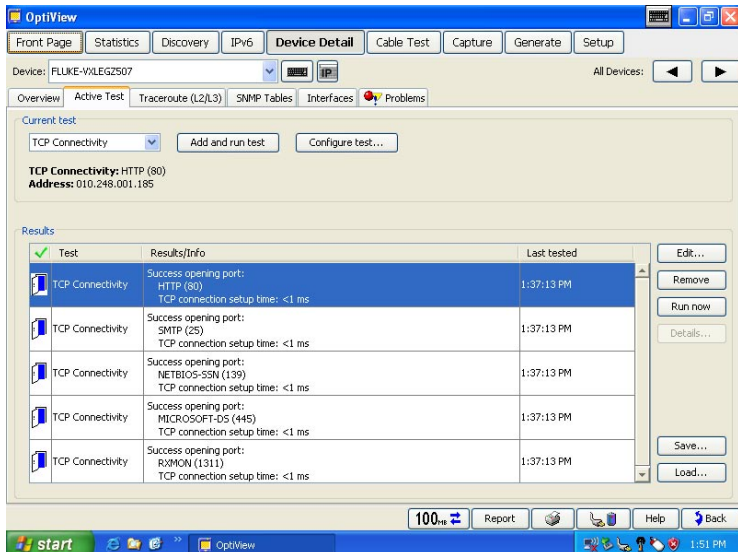 OptiView
Front Page Statistics Discovery IPv6 Device Detail Cable Test Capture Generate Setup
Device: FLUKE-VXLEGZ507 IP All Devices:
Overview Active Test Traceroute (L2/L3) SNMP Tables Interfaces Problems
Current test
TCP Connectivity Add and run test Configure test...
TCP Connectivity: HTTP (80)
Address: 010.248.001.185
Results
Test Results/Info Last tested Edit...
Success opening port:
TCP Connectivity HTTP (80) 1:37:13 PM Remove
TCP connection setup time: <1 ms
Run now
Success opening port:
TCP Connectivity SMTP (25) 1:37:13 PM Details...
TCP connection setup time: <1 ms
Success opening port:
TCP Connectivity NETBIOS-SSN (139) 1:37:13 PM
TCP connection setup time: <1 ms
Success opening port:
TCP Connectivity MICROSOFT-DS (445) 1:37:13 PM
TCP connection setup time: <1 ms
Success opening port: Save...
TCP Connectivity RXMON (1311) 1:37:13 PM
TCP connection setup time: <1 ms Load...
100MB Report Help Back
start OptiView 1:51 PM